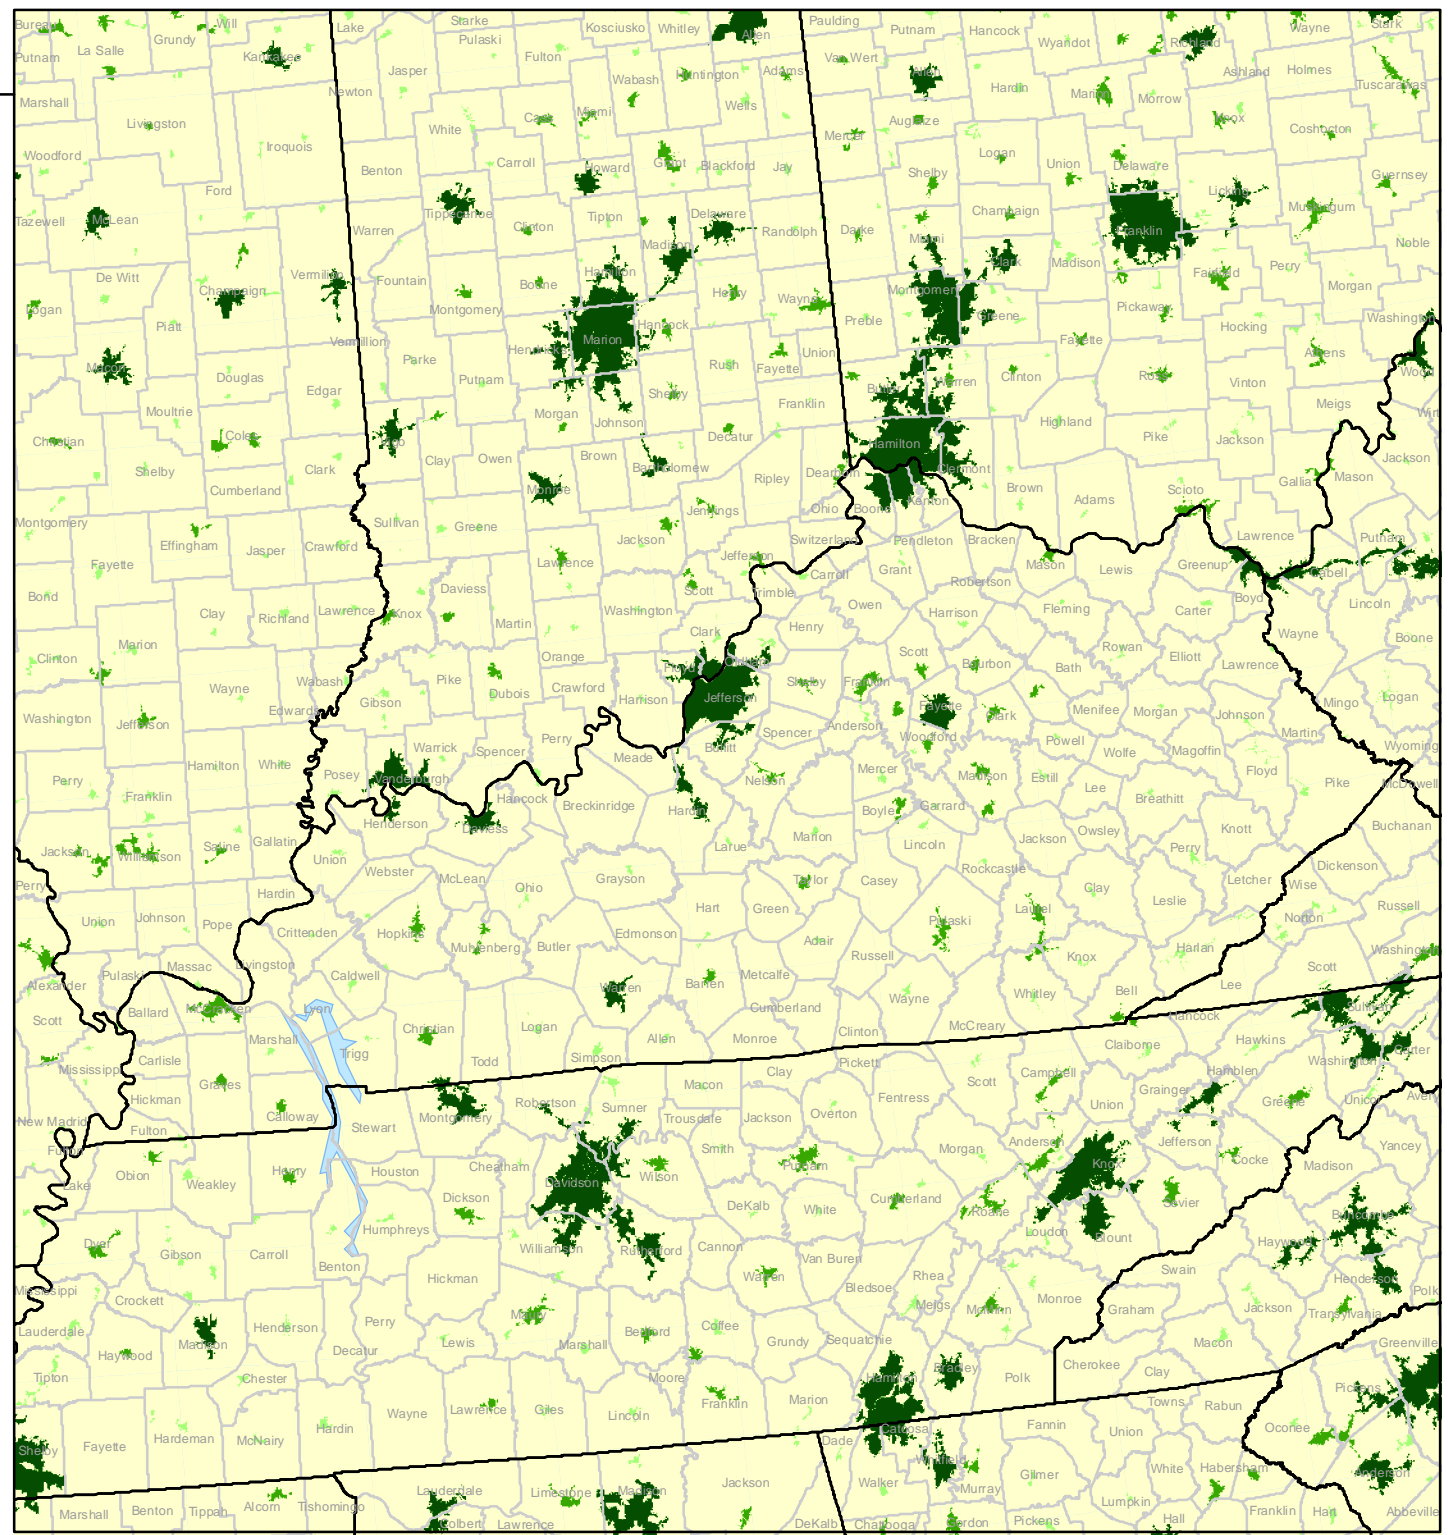 Bureau
Will
Lake
Starke
Kosciusko
Whitley
Allen
Paulding
Putnam
Hancock
Wayne
Stark
La Salle
Grundy
Pulaski
Putnam
Kankakee
Fulton
Van Wert
Wyandot
Richland
Jasper
Wabash
Huntington
Adams
Allen
Hardin
Ashland
Holmes
Tuscarawas
Newton
Marshall
Wells
Marion
Morrow
Livingston
White
Cass
Miami
Mercer
Auglaize
Knox
Coshocton
Iroquois
Woodford
Benton
Carroll
Howard
Grant
Blackford
Jay
Logan
Union
Delaware
Ford
Shelby
Licking
Guernsey
Tazewell
McLean
Tippecanoe
Clinton
Tipton
Delaware
Randolph
Champaign
Muskingum
Warren
Madison
Darke
Miami
Franklin
Noble
De Witt
Vermilion
Fountain
Hamilton
Clark
Madison
Fairfield
Perry
Champaign
Boone
Henry
Wayne
Montgomery
Morgan
Logan
Montgomery
Preble
Greene
Pickaway
Washington
Piatt
Hancock
Hocking
Vermillion
Marion
Fayette
Macon
Parke
Hendricks
Rush
Union
Athens
Douglas
Putnam
Fayette
Butler
Warren
Clinton
Ross
Vinton
Wood
Edgar
Shelby
Franklin
Meigs
Moultrie
Morgan
Johnson
Highland
Wirt
Christian
Coles
Vigo
Decatur
Hamilton
Pike
Jackson
Shelby
Clark
Clay
Owen
Brown
Bartholomew
Ripley
Dearborn
Clermont
Jackson
Cumberland
Monroe
Brown
Adams
Scioto
Gallia
Mason
Montgomery
Sullivan
Greene
Jennings
Ohio
Boone
Kenton
Effingham
Jasper
Crawford
Jackson
Switzerland
Pendleton
Bracken
Lawrence
Putnam
Fayette
Lawrence
Jefferson
Carroll
Grant
Mason
Lewis
Greenup
Cabell
Bond
Daviess
Scott
Trimble
Robertson
Boyd
Clay
Richland
Lawrence
Knox
Washington
Owen
Harrison
Fleming
Carter
Lincoln
Marion
Martin
Clark
Henry
Rowan
Wayne
Boone
Clinton
Orange
Floyd
Oldham
Scott
Bourbon
Bath
Elliott
Lawrence
Wayne
Wabash
Pike
Dubois
Crawford
Harrison
Jefferson
Shelby
Franklin
Fayette
Clark
Menifee
Morgan
Johnson
Mingo
Logan
Washington
Jefferson
Edwards
Gibson
Anderson
Woodford
Martin
Hamilton
White
Warrick
Spencer
Perry
Meade
Bullitt
Spencer
Powell
Wolfe
Magoffin
Wyoming
Perry
Posey
Vanderburgh
Nelson
Mercer
Madison
Estill
Floyd
Pike
McDowell
Franklin
Hancock
Breckinridge
Hardin
Boyle
Garrard
Lee
Breathitt
Henderson
Daviess
Buchanan
Jackson
Williamson
Saline
Gallatin
Union
Larue
Marion
Lincoln
Jackson
Owsley
Perry
Knott
Perry
Hardin
Webster
McLean
Ohio
Grayson
Taylor
Casey
Rockcastle
Clay
Letcher
Wise
Dickenson
Union
Johnson
Pope
Crittenden
Hopkins
Muhlenberg
Butler
Edmonson
Hart
Green
Adair
Pulaski
Laurel
Leslie
Norton
Russell
Massac
Livingston
Caldwell
Russell
Knox
Harlan
Washington
Alexander
Pulaski
Warren
Barren
Metcalfe
Wayne
Whitley
Bell
Lee
Scott
Scott
Ballard
McCracken
Lyon
Christian
Logan
Allen
Cumberland
Monroe
Clinton
McCreary
Hancock
Sullivan
Mississippi
Carlisle
Marshall
Trigg
Todd
Simpson
Pickett
Claiborne
Hawkins
Washington
Carter
Hickman
Graves
Calloway
Montgomery
Robertson
Sumner
Macon
Clay
Fentress
Scott
Campbell
Grainger
Hamblen
Greene
Unicoi
Avery
New Madrid
Fulton
Stewart
Trousdale
Jackson
Overton
Union
Fulton
Obion
Weakley
Henry
Houston
Cheatham
Smith
Morgan
Anderson
Knox
Jefferson
Cocke
Madison
Yancey
Lake
Dickson
Davidson
Wilson
Putnam
Cumberland
Roane
Sevier
Buncombe
Dyer
Gibson
Carroll
Humphreys
DeKalb
White
Loudon
Blount
Haywood
Benton
Hickman
Williamson
Rutherford
Cannon
Warren
Van Buren
Bledsoe
Rhea
Swain
Henderson
Mississippi
Crockett
Meigs
McMinn
Monroe
Graham
Jackson
Transylvania
Polk
Lauderdale
Haywood
Madison
Henderson
Decatur
Perry
Lewis
Maury
Marshall
Bedford
Coffee
Grundy
Sequatchie
Macon
Greenville
Tipton
Chester
Moore
Hamilton
Bradley
Polk
Cherokee
Clay
Pickens
Shelby
Fayette
Hardeman
McNairy
Hardin
Wayne
Lawrence
Giles
Lincoln
Franklin
Marion
Catoosa
Fannin
Towns
Union
Rabun
Oconee
Dade
Whitfield
Lauderdale
Limestone
Madison
Jackson
Walker
Murray
Gilmer
White
Habersham
Anderson
Marshall
Benton
Tippah
Alcorn
Tishomingo
Colbert
Lawrence
DeKalb
Chattooga
Gordon
Pickens
Lumpkin
Hall
Franklin
Hart
Abbeville